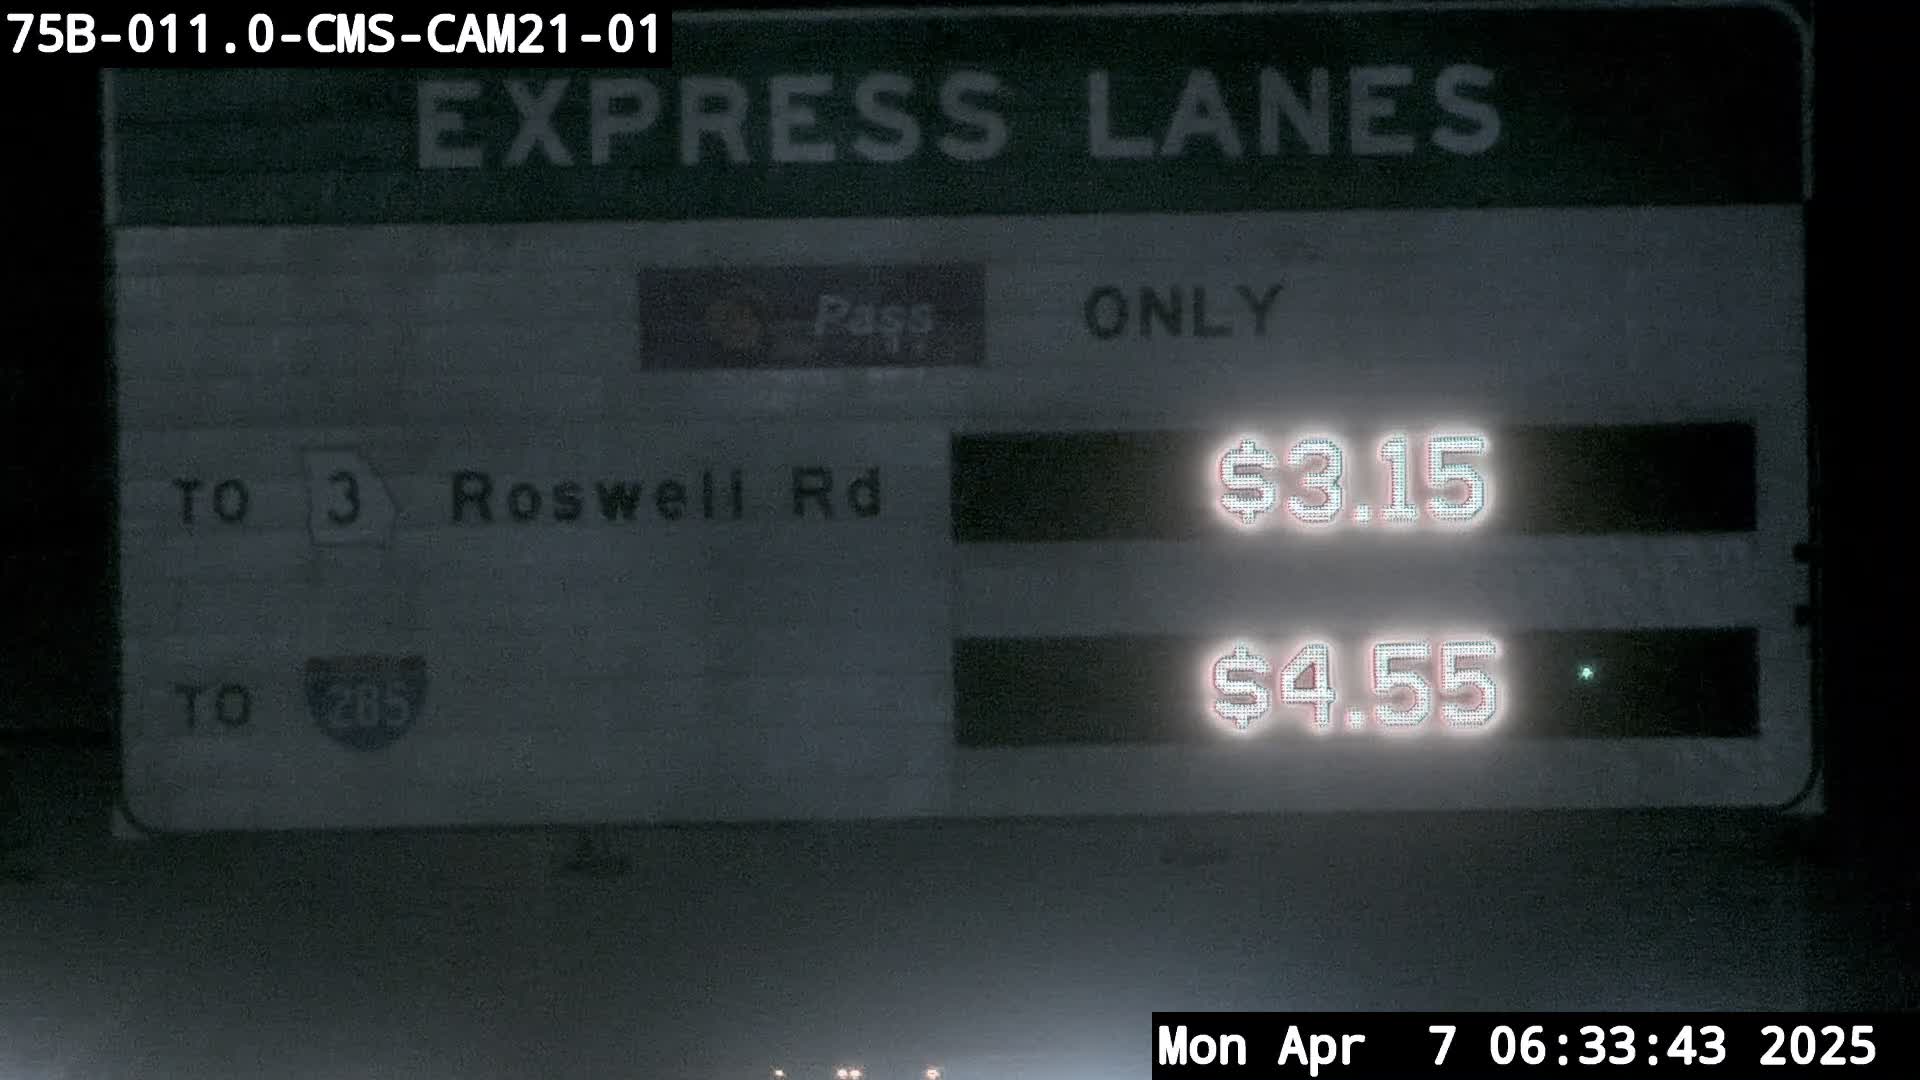 75B-011.0-CMS-CAM21-01
EXPRESS LANES
Pass ONLY
TO 3 Roswell Rd $3.15
TO 285 $4.55
Mon Apr 7 06:33:43 2025